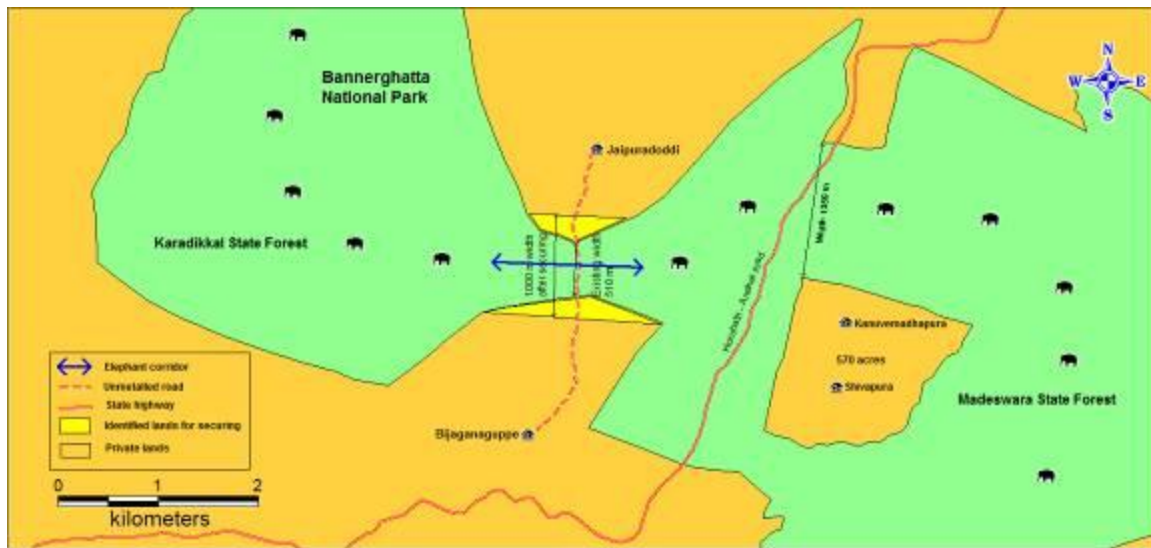 N
W E
S
Bannerghatta
National Park
Jaipuradoddi
Karadikkal State Forest
1000 m width
after securing
Existing width
510 m
Width 1350 m
road
Kanuvemadhapura
570 acres
Shivapura
Madeswara State Forest
Bijaganaguppe
Elephant corridor
Unmetalled road
State highway
Identified lands for securing
Private lands
0 1 2
kilometers